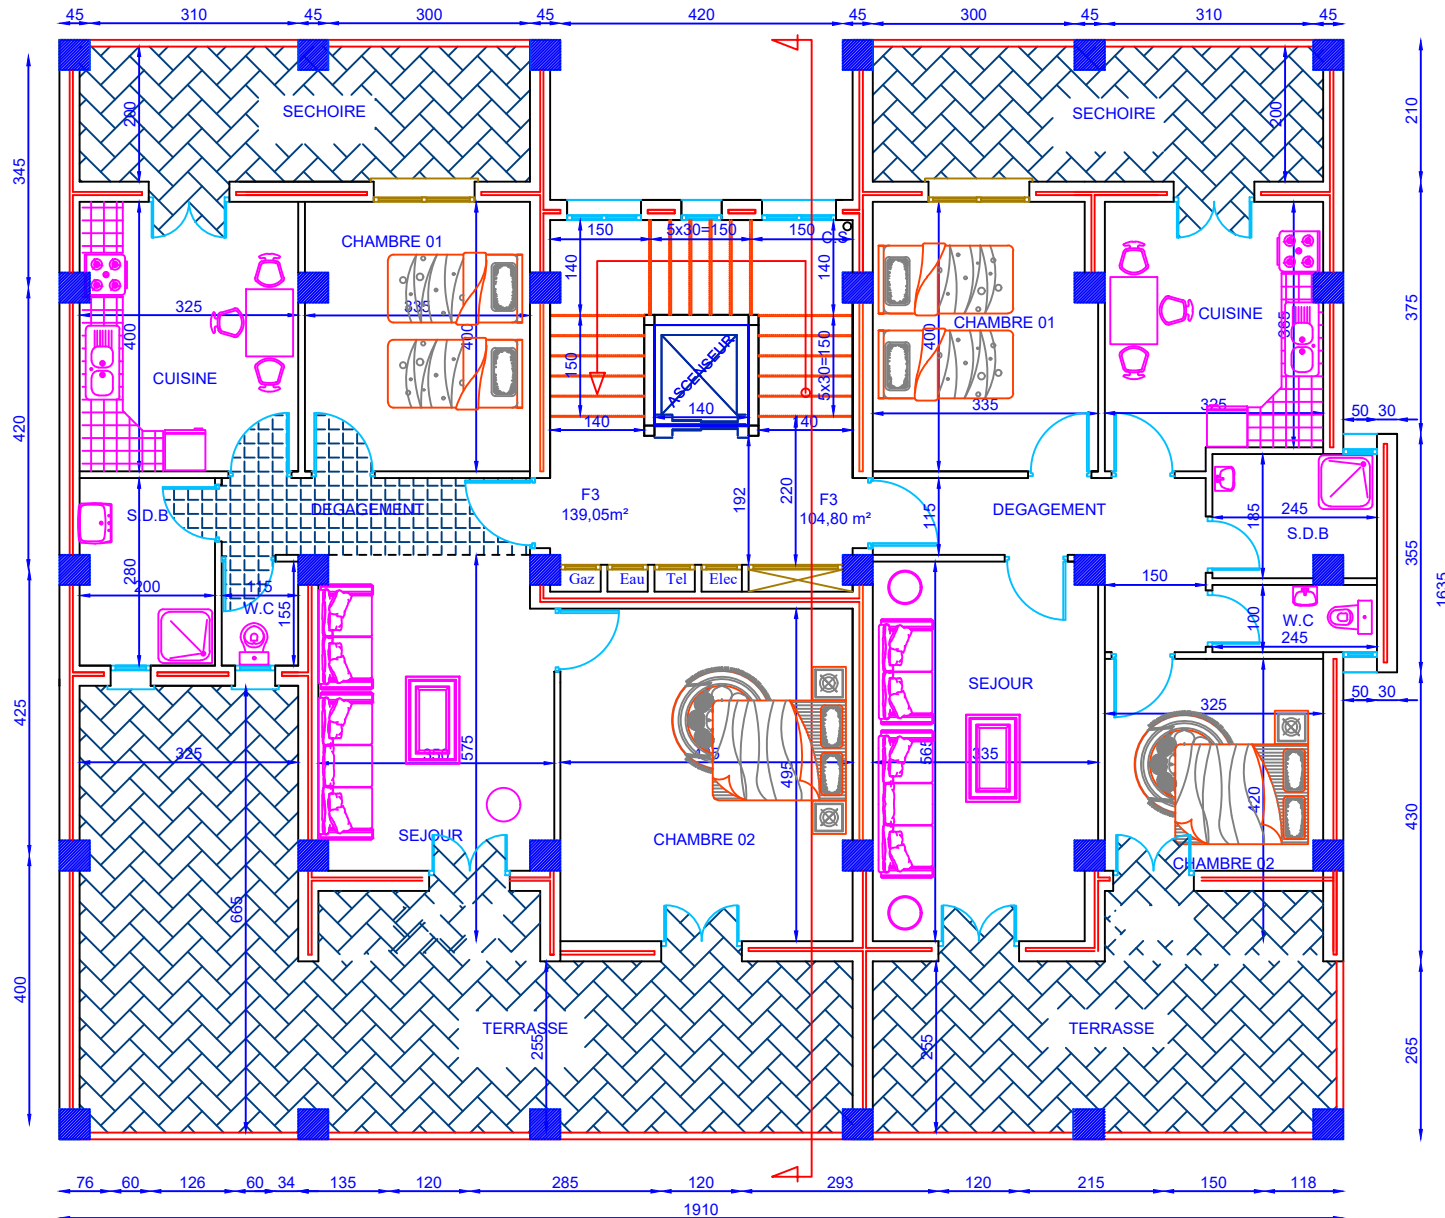 45 310 45 300 45 420 45 300 45 310 45
SECHOIRE
SECHOIRE
200
200
210
345
150 5x30=150 150
C.S
CHAMBRE 01
140
140
325
335
400
400
400
365
375
CHAMBRE 01
CUISINE
CUISINE
150
5x30=150
ASCENSEUR
140
140
140
335
325
50 30
420
F3
139,05m²
F3
104,80 m²
192
220
S.D.B
DEGAGEMENT
DEGAGEMENT
115
185
245
S.D.B
280
200
115
W.C
155
Gaz Eau Tel Elec
150
100
W.C
245
355
1635
SEJOUR
325
50 30
425
325
575
495
565
335
420
430
SEJOUR
CHAMBRE 02
CHAMBRE 02
665
400
TERRASSE
TERRASSE
255
255
265
76 60 126 60 34 135 120 285 120 293 120 215 150 118
1910